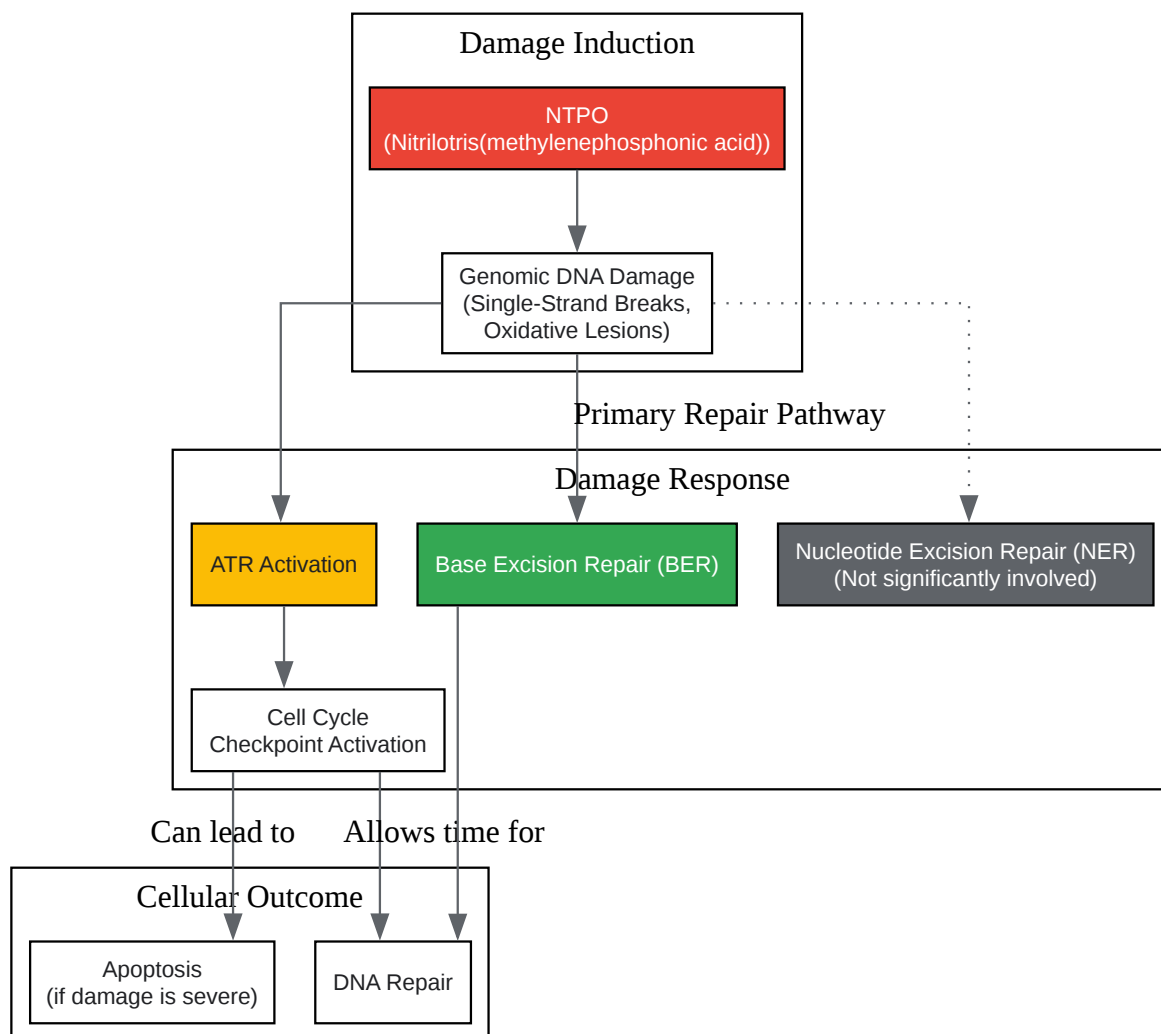 Damage Induction
NTPO
(Nitrilotris(methylenephosphonic acid))
Genomic DNA Damage
(Single-Strand Breaks,
Oxidative Lesions)
Primary Repair Pathway
Damage Response
ATR Activation
Base Excision Repair (BER)
Nucleotide Excision Repair (NER)
(Not significantly involved)
Cell Cycle
Checkpoint Activation
Can lead to
Allows time for
Cellular Outcome
Apoptosis
(if damage is severe)
DNA Repair